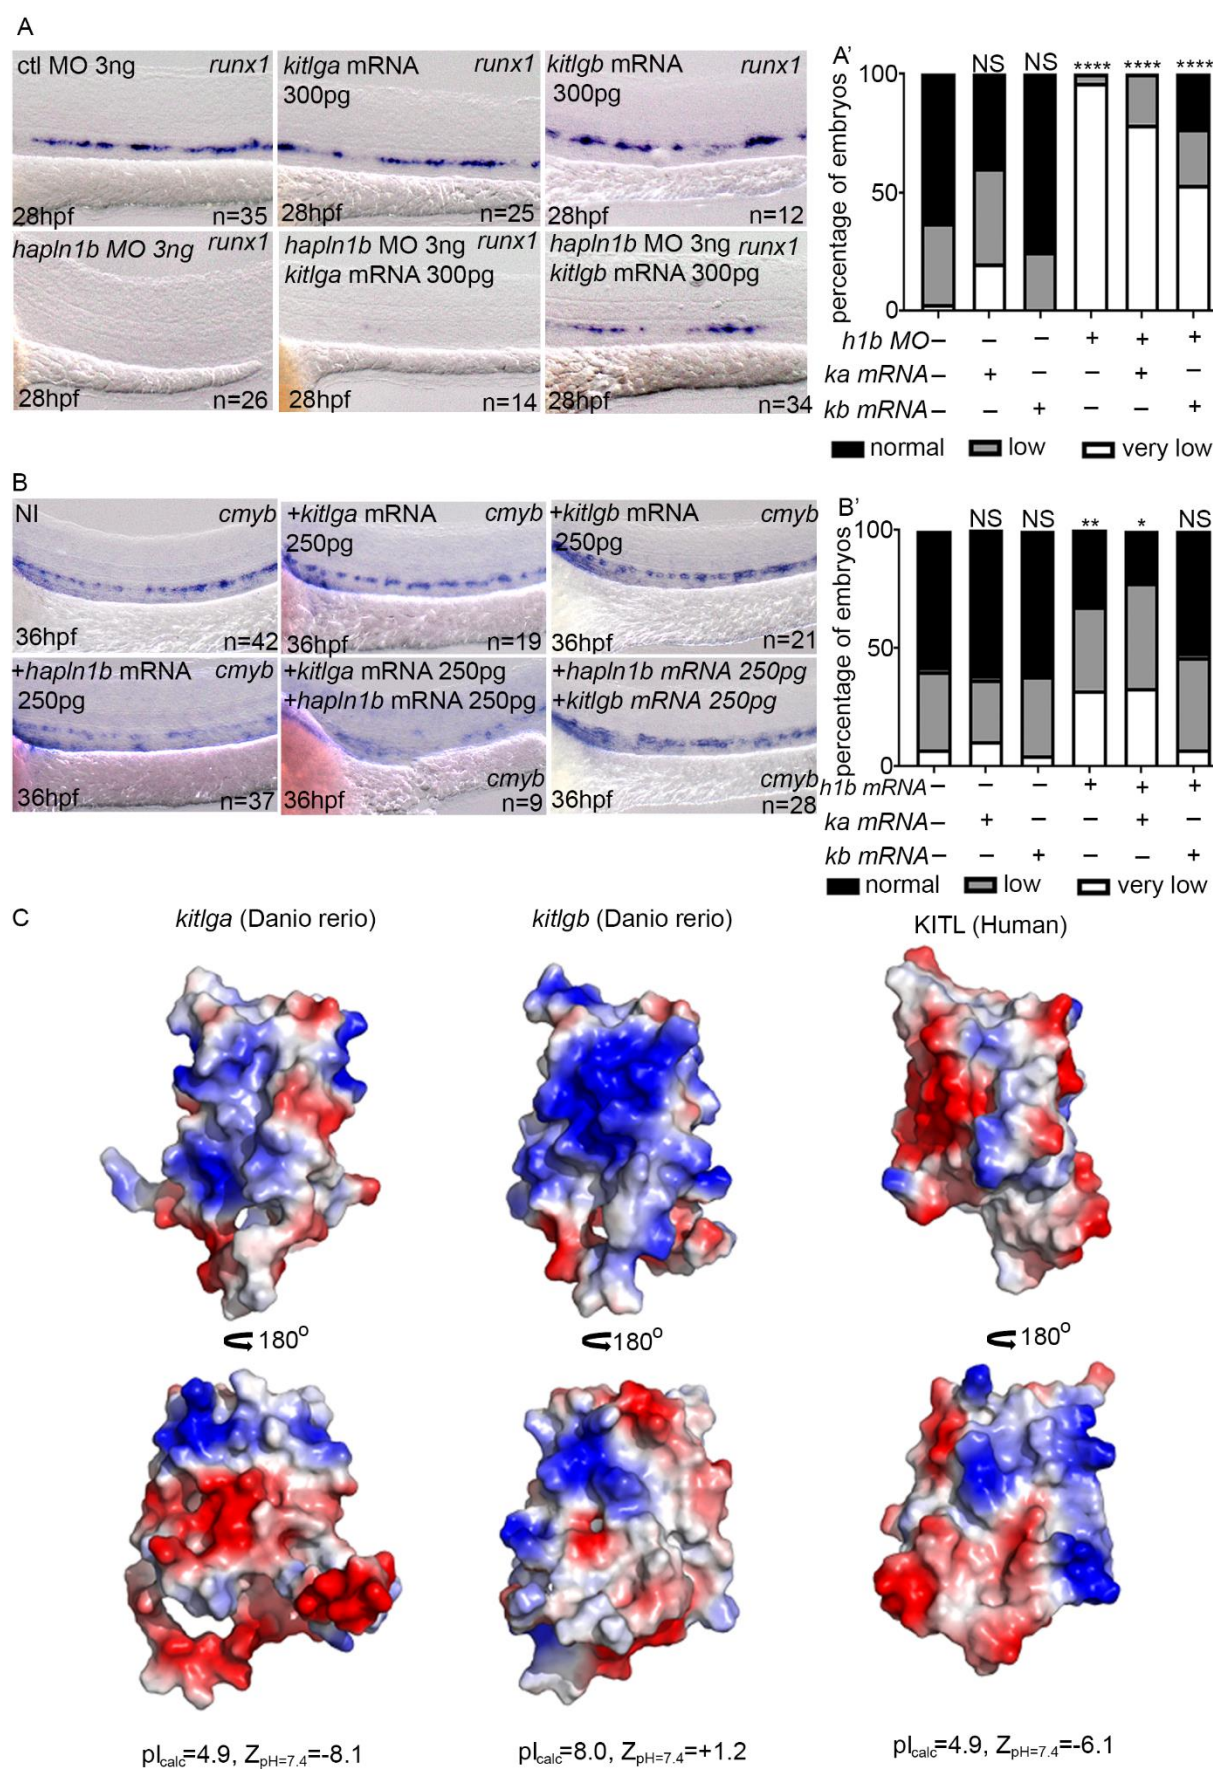 A
ctl MO 3ng runx1
28hpf n=35
kitlga mRNA runx1
300pg
28hpf n=25
kitlgb mRNA runx1
300pg
28hpf n=12
hapln1b MO 3ng runx1
28hpf n=26
hapln1b MO 3ng runx1
kitlga mRNA 300pg
28hpf n=14
hapln1b MO 3ng runx1
kitlgb mRNA 300pg
28hpf n=34
A'
NS NS **** **** ****
percentage of embryos
100
50
0
h1b MO – – – + + +
ka mRNA – + – – + –
kb mRNA – – + – – +
normal low very low
B
NI cmyb
36hpf n=42
+kitlga mRNA cmyb
250pg
36hpf n=19
+kitlgb mRNA cmyb
250pg
36hpf n=21
+hapln1b mRNA cmyb
250pg
36hpf n=37
+kitlga mRNA 250pg
+hapln1b mRNA 250pg
cmyb
36hpf n=9
+hapln1b mRNA 250pg
+kitlgb mRNA 250pg
cmyb
36hpf n=28
B'
NS NS ** * NS
percentage of embryos
100
50
0
h1b mRNA – – – + + +
ka mRNA – + – – + –
kb mRNA – – + – – +
normal low very low
C
kitlga (Danio rerio) kitlgb (Danio rerio) KITL (Human)
180° 180° 180°
pIcalc=4.9, ZpH=7.4=-8.1 pIcalc=8.0, ZpH=7.4=+1.2 pIcalc=4.9, ZpH=7.4=-6.1